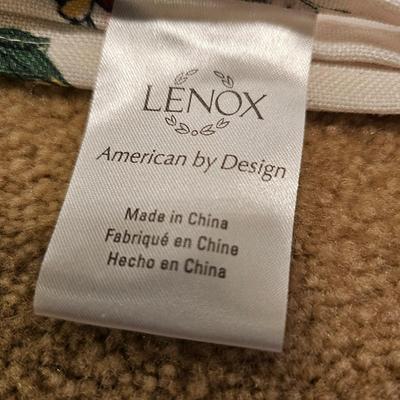 LENOX
American by Design
Made in China
Fabriqué en Chine
Hecho en China